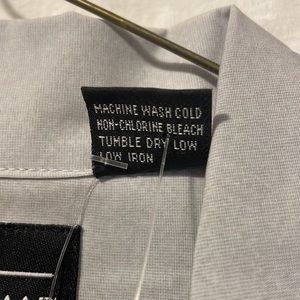 MACHINE WASH COLD
NON-CHLORINE BLEACH
TUMBLE DRY LOW
LOW IRON